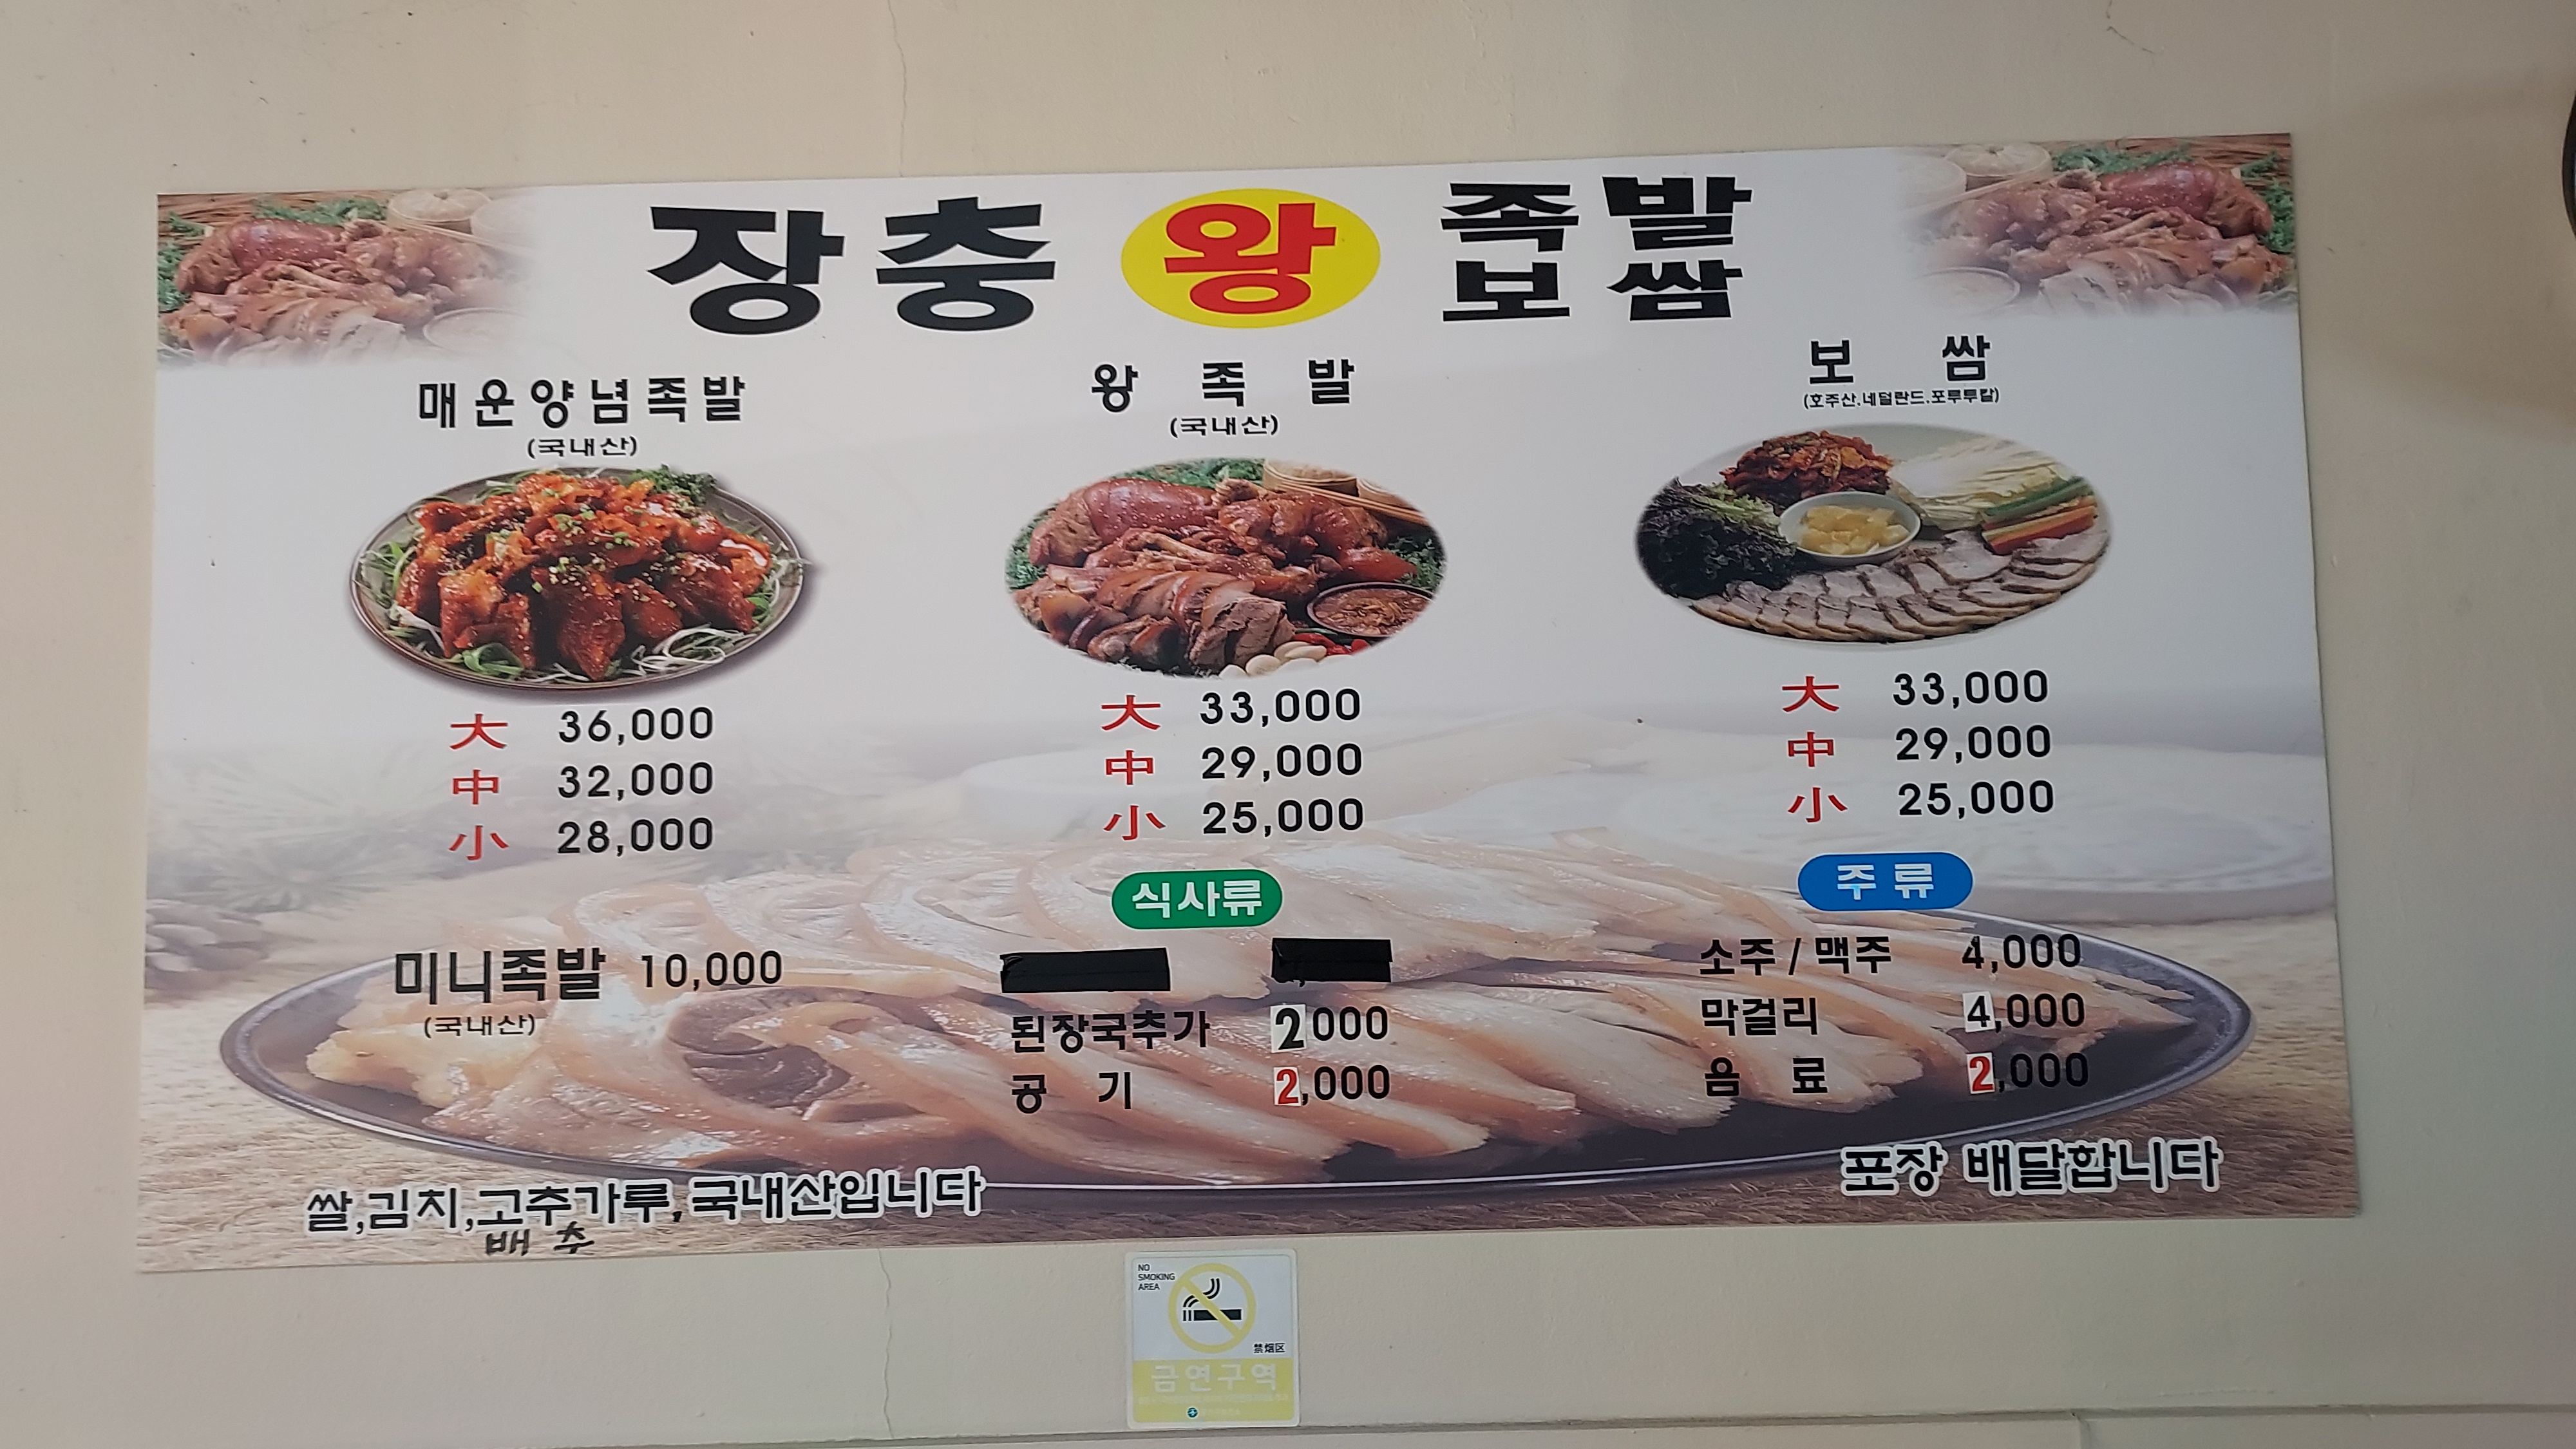 장충 왕 족발
보쌈
매운양념족발
(국내산)
大 36,000
中 32,000
小 28,000
왕 족 발
(국내산)
大 33,000
中 29,000
小 25,000
보 쌈
(호주산.네덜란드.포루투칼)
大 33,000
中 29,000
小 25,000
미니족발 10,000
(국내산)
식사류
된장국추가 2000
공 기 2,000
주류
소주 / 맥주 4,000
막걸리 4,000
음 료 2,000
쌀,김치,고추가루,국내산입니다
배추
포장 배달합니다
NO
SMOKING
AREA
禁烟区
금연구역